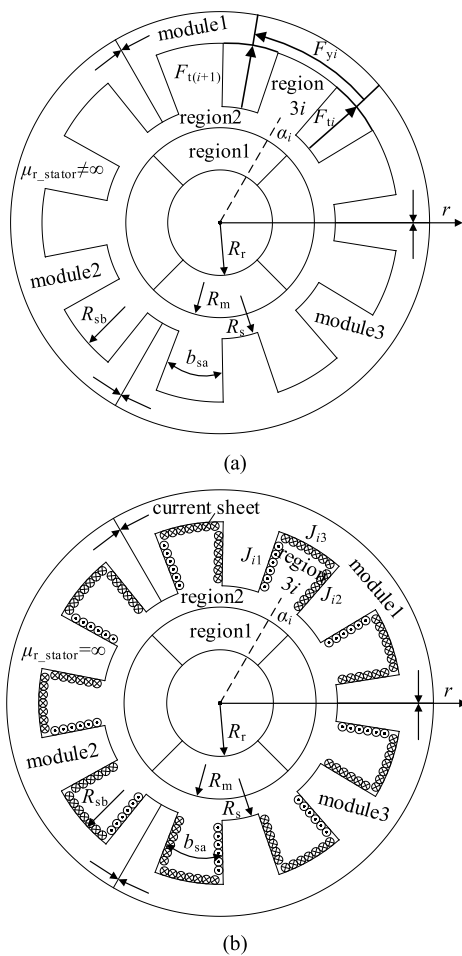 module1
F_yi
F_t(i+1)
region
3i
F_ti
α_i
region2
region1
μ_r_stator≠∞
r
R_r
module2
R_m
module3
R_sb
R_s
b_sa
(a)
current sheet
J_i3
J_i1
region
3i
J_i2
module1
region2
α_i
region1
μ_r_stator=∞
r
R_r
module2
R_m
R_sb
R_s
module3
b_sa
(b)